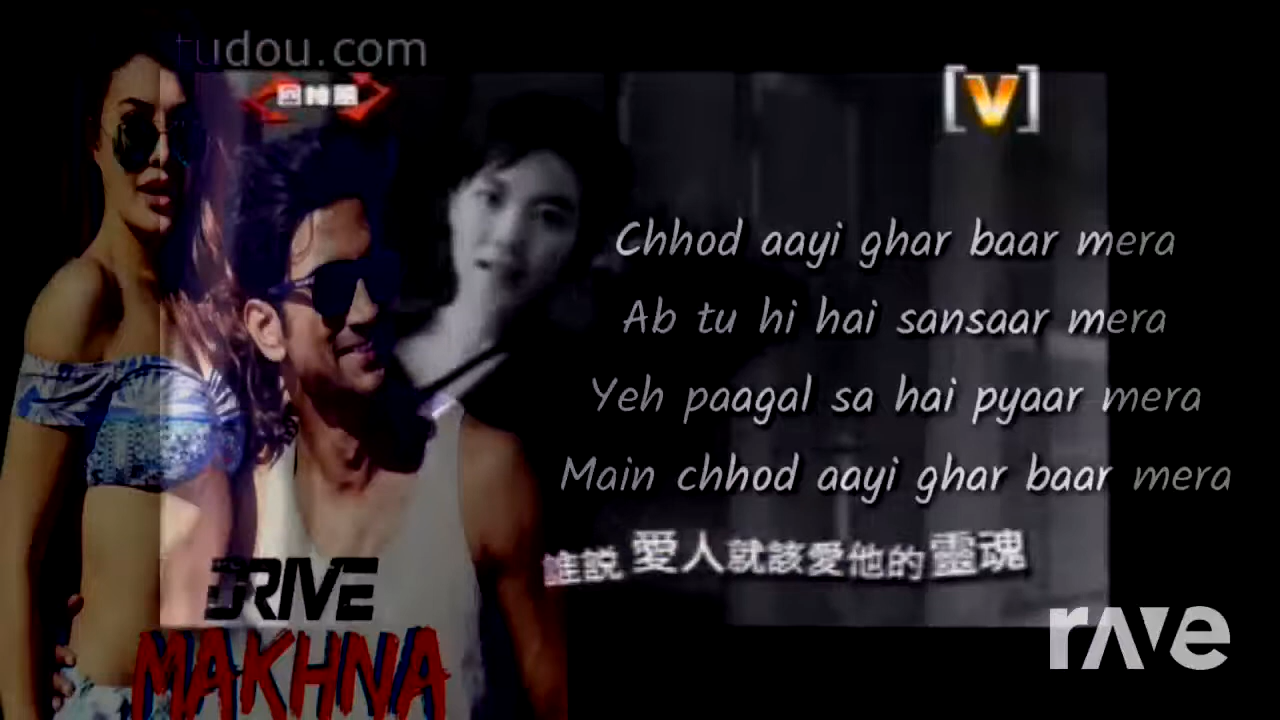 tudou.com
[V]
Chhod aayi ghar baar mera
Ab tu hi hai sansaar mera
Yeh paagal sa hai pyaar mera
Main chhod aayi ghar baar mera
誰説愛人就該愛他的靈魂
DRIVE
MAKHNA
rave